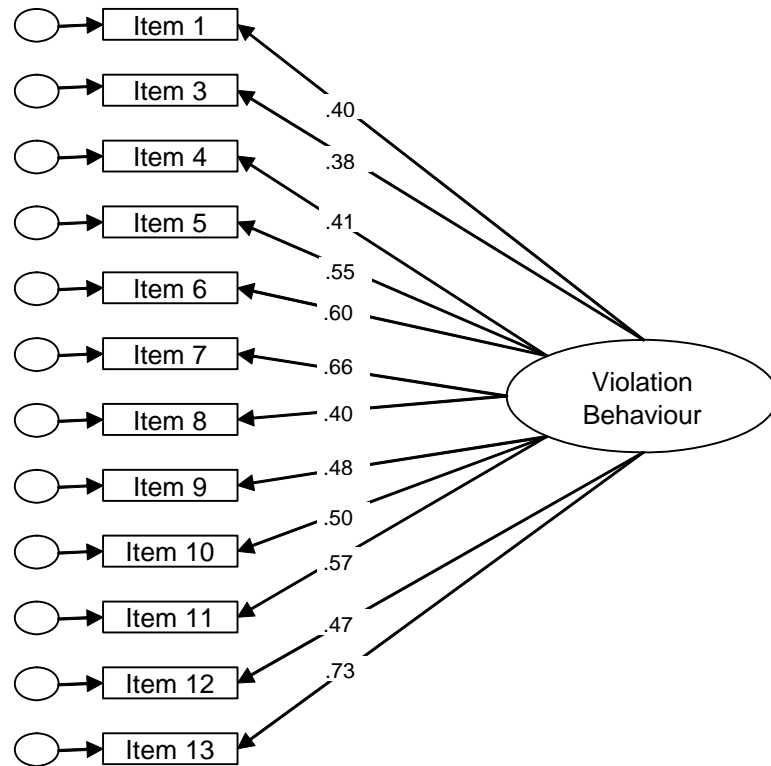 Item 1
Item 3
Item 4
Item 5
Item 6
Item 7
Item 8
Item 9
Item 10
Item 11
Item 12
Item 13
.40
.38
.41
.55
.60
.66
.40
.48
.50
.57
.47
.73
Violation
Behaviour